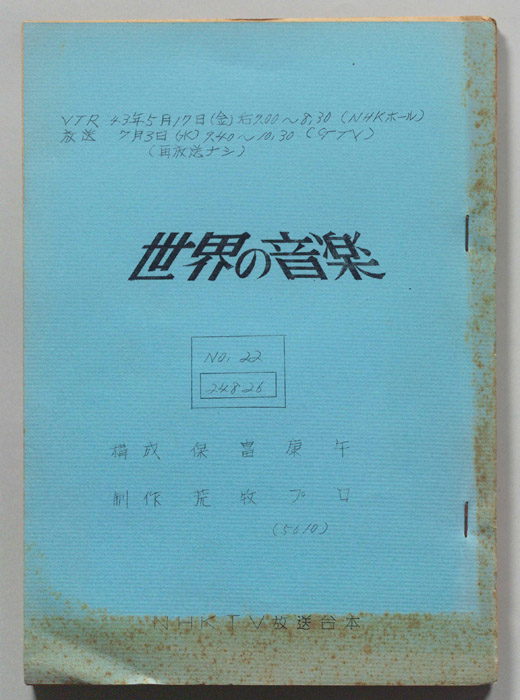 VTR 43年5月17日(金)后7.00～8.30 (NHKホール)
放送 7月3日(水) 9.40～10.30 (GTV)
(再放送ナシ)
世界の音楽
NO. 22
24826
構成 保富康午
制作 荒牧プロ
(5610)
NHKTV放送台本